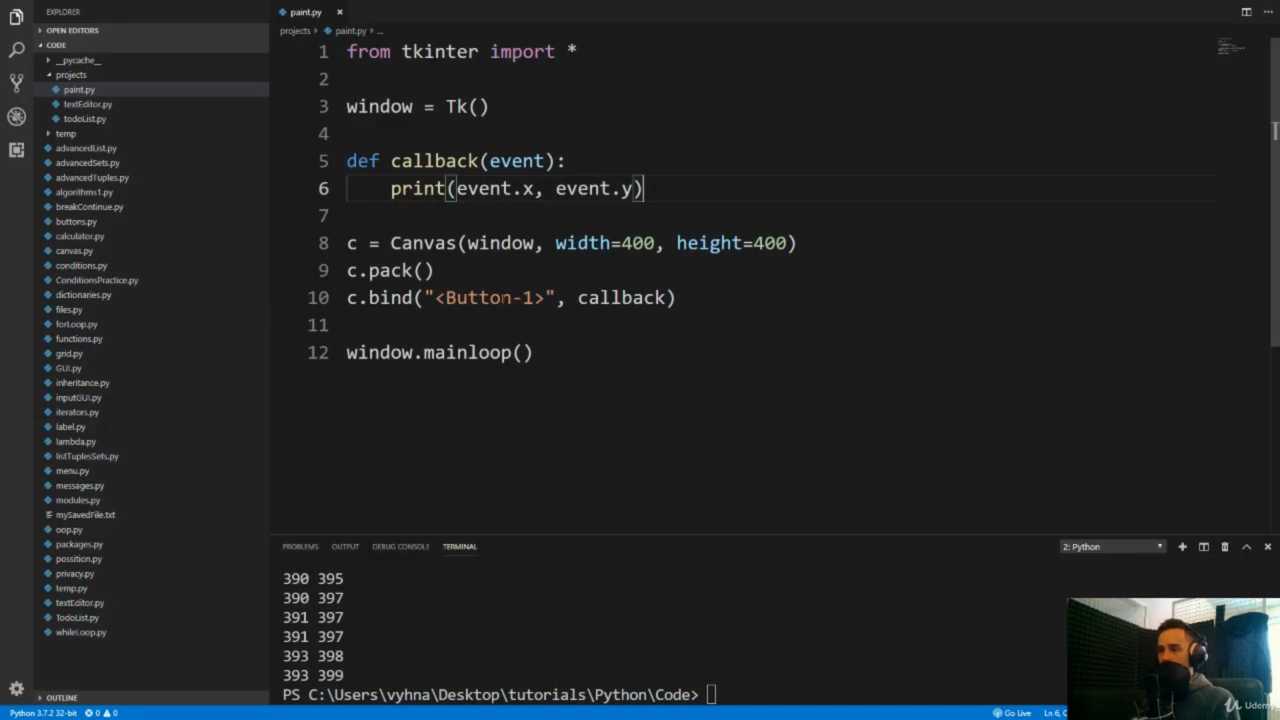 EXPLORER
OPEN EDITORS
CODE
__pycache__
projects
paint.py
textEditor.py
todoList.py
temp
advancedList.py
advancedSets.py
advancedTuples.py
algorithms1.py
breakContinue.py
buttons.py
calculator.py
canvas.py
conditions.py
ConditionsPractice.py
dictionaries.py
files.py
forLoop.py
functions.py
grid.py
GUI.py
inheritance.py
inputGUI.py
iterators.py
label.py
lambda.py
listTuplesSets.py
menu.py
messages.py
modules.py
mySavedFile.txt
oop.py
packages.py
possition.py
privacy.py
temp.py
textEditor.py
TodoList.py
whileLoop.py
OUTLINE
paint.py
projects paint.py ...
1 from tkinter import *
2
3 window = Tk()
4
5 def callback(event):
6 print(event.x, event.y)
7
8 c = Canvas(window, width=400, height=400)
9 c.pack()
10 c.bind("<Button-1>", callback)
11
12 window.mainloop()
PROBLEMS OUTPUT DEBUG CONSOLE TERMINAL 2: Python
390 395
390 397
391 397
391 397
393 398
393 399
PS C:\Users\vyhna\Desktop\tutorials\Python\Code>
Udemy
Python 3.7.2 32-bit 0 0 Go Live Ln 6,